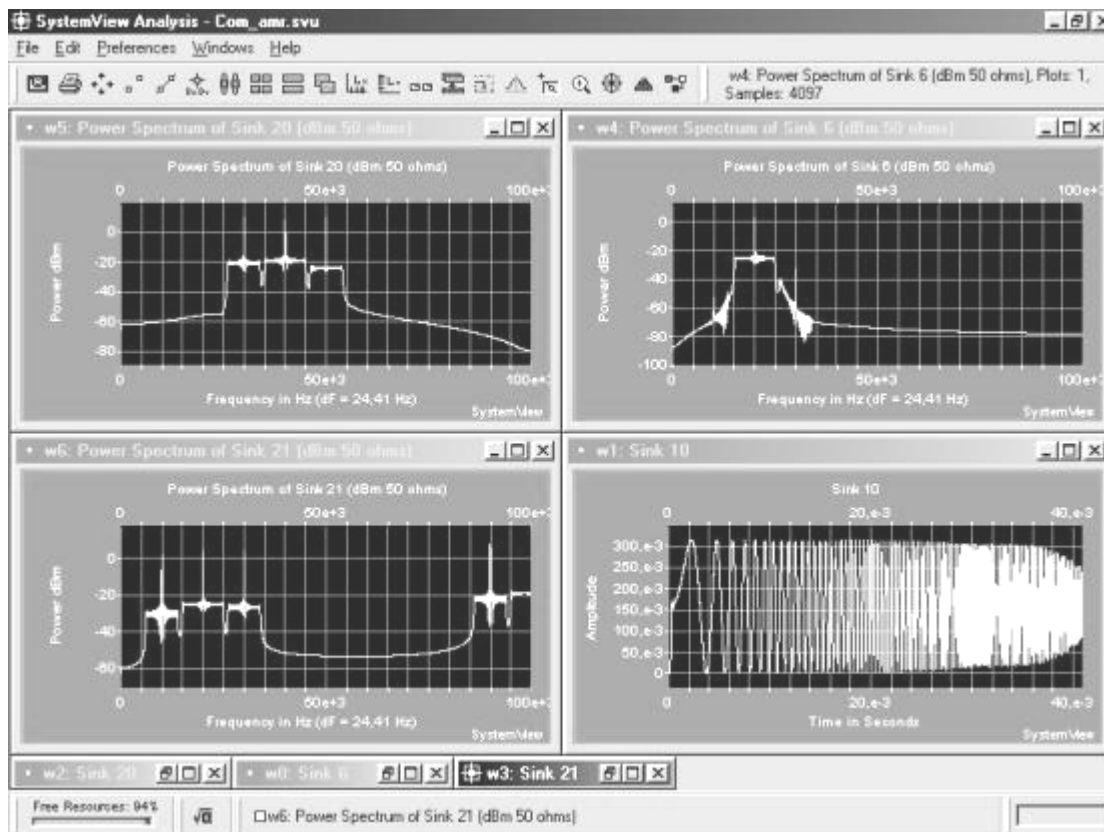 SystemView Analysis - Com_amr.svu
File Edit Preferences Windows Help
w4: Power Spectrum of Sink 6 (dBm 50 ohms), Plots: 1,
Samples: 4097
w5: Power Spectrum of Sink 20 (dBm 50 ohms)
Power Spectrum of Sink 20 (dBm 50 ohms)
0 50e+3 100e+3
Power dBm
0
-20
-40
-60
-80
0 50e+3 100e+3
Frequency in Hz (dF = 24,41 Hz)
SystemView
w4: Power Spectrum of Sink 6 (dBm 50 ohms)
Power Spectrum of Sink 6 (dBm 50 ohms)
0 50e+3 100e+3
Power dBm
0
-20
-40
-60
-80
-100
0 50e+3 100e+3
Frequency in Hz (dF = 24,41 Hz)
SystemView
w6: Power Spectrum of Sink 21 (dBm 50 ohms)
Power Spectrum of Sink 21 (dBm 50 ohms)
0 50e+3 100e+3
Power dBm
0
-20
-40
-60
0 50e+3 100e+3
Frequency in Hz (dF = 24,41 Hz)
SystemView
w1: Sink 10
Sink 10
0 20,e-3 40,e-3
Amplitude
300,e-3
250,e-3
200,e-3
150,e-3
100,e-3
50,e-3
0
0 20,e-3 40,e-3
Time in Seconds
SystemView
w2: Sink 20 w0: Sink 6 w3: Sink 21
Free Resources: 94% √α w6: Power Spectrum of Sink 21 (dBm 50 ohms)